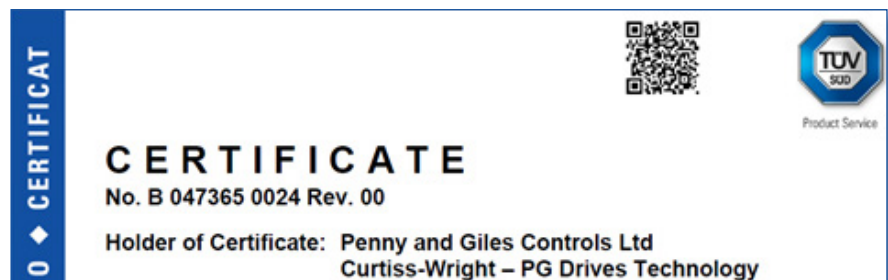 O ◆ CERTIFICAT
TÜV
SÜD
Product Service
CERTIFICATE
No. B 047365 0024 Rev. 00
Holder of Certificate: Penny and Giles Controls Ltd
Curtiss-Wright – PG Drives Technology